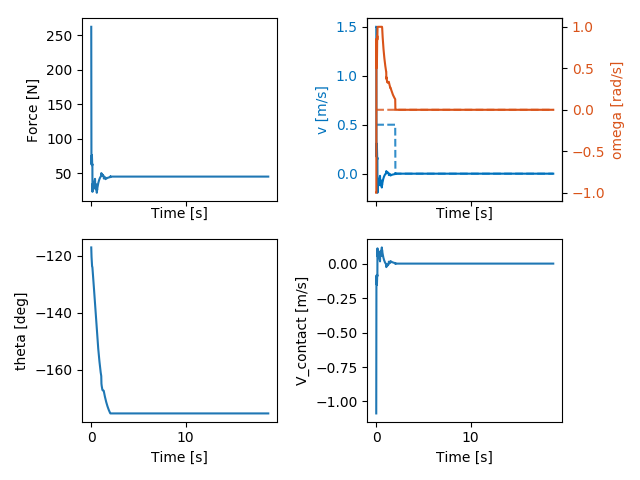 Force [N]
250
200
150
100
50
Time [s]
v [m/s]
1.5
1.0
0.5
0.0
1.0
0.5
0.0
−0.5
−1.0
omega [rad/s]
Time [s]
theta [deg]
−120
−140
−160
0
10
Time [s]
V_contact [m/s]
0.00
−0.25
−0.50
−0.75
−1.00
0
10
Time [s]